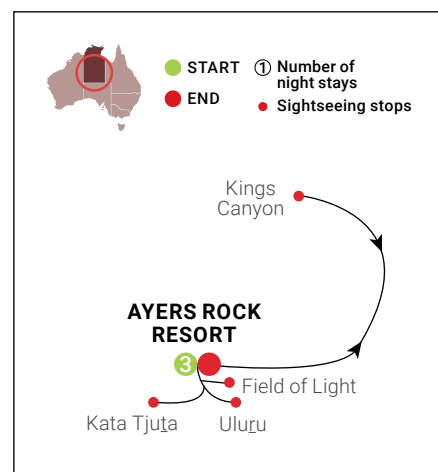 START
END
1 Number of
night stays
Sightseeing stops
Kings
Canyon
AYERS ROCK
RESORT
3
Field of Light
Kata Tjuṯa
Uluṟu